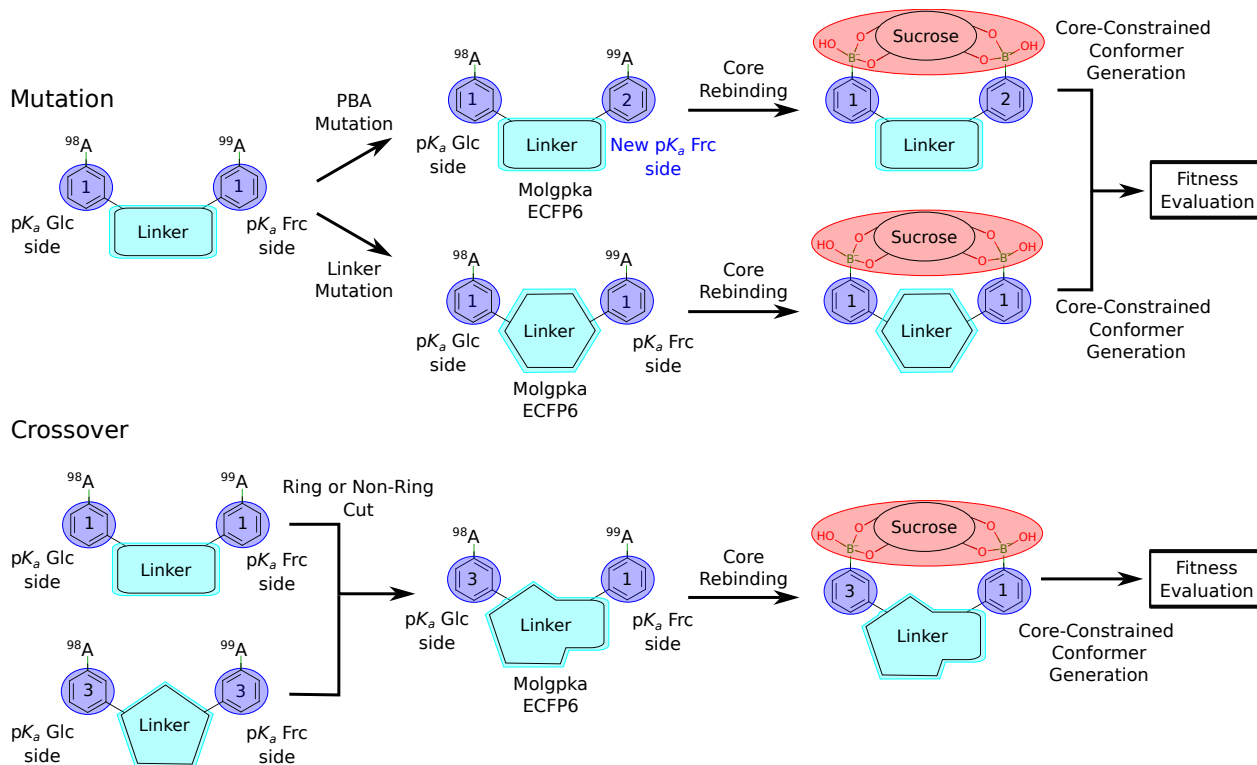 Mutation
98A
99A
1
1
Linker
pKa Glc
side
pKa Frc
side
PBA
Mutation
Linker
Mutation
98A
99A
1
2
Linker
pKa Glc
side
New pKa Frc
side
Molgpka
ECFP6
Core
Rebinding
Sucrose
HO
O
O
B-
O
O
B-
OH
1
2
Linker
Core-Constrained
Conformer
Generation
98A
99A
1
1
Linker
pKa Glc
side
pKa Frc
side
Molgpka
ECFP6
Core
Rebinding
Sucrose
HO
O
O
B-
O
O
B-
OH
1
1
Linker
Core-Constrained
Conformer
Generation
Fitness
Evaluation
Crossover
98A
99A
1
1
Linker
pKa Glc
side
pKa Frc
side
98A
99A
3
3
Linker
pKa Glc
side
pKa Frc
side
Ring or Non-Ring
Cut
98A
99A
3
1
Linker
pKa Glc
side
pKa Frc
side
Molgpka
ECFP6
Core
Rebinding
Sucrose
HO
O
O
B-
O
O
B-
OH
3
1
Linker
Core-Constrained
Conformer
Generation
Fitness
Evaluation